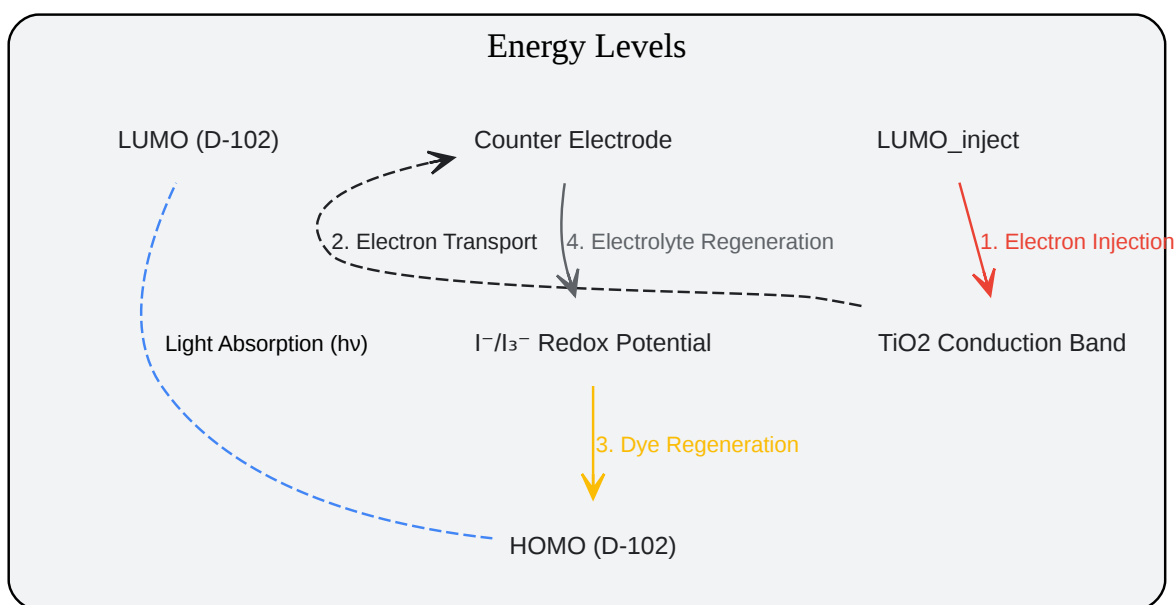 Energy Levels
LUMO (D-102)
Counter Electrode
LUMO_inject
2. Electron Transport
4. Electrolyte Regeneration
1. Electron Injection
Light Absorption (hν)
I⁻/I₃⁻ Redox Potential
TiO2 Conduction Band
3. Dye Regeneration
HOMO (D-102)